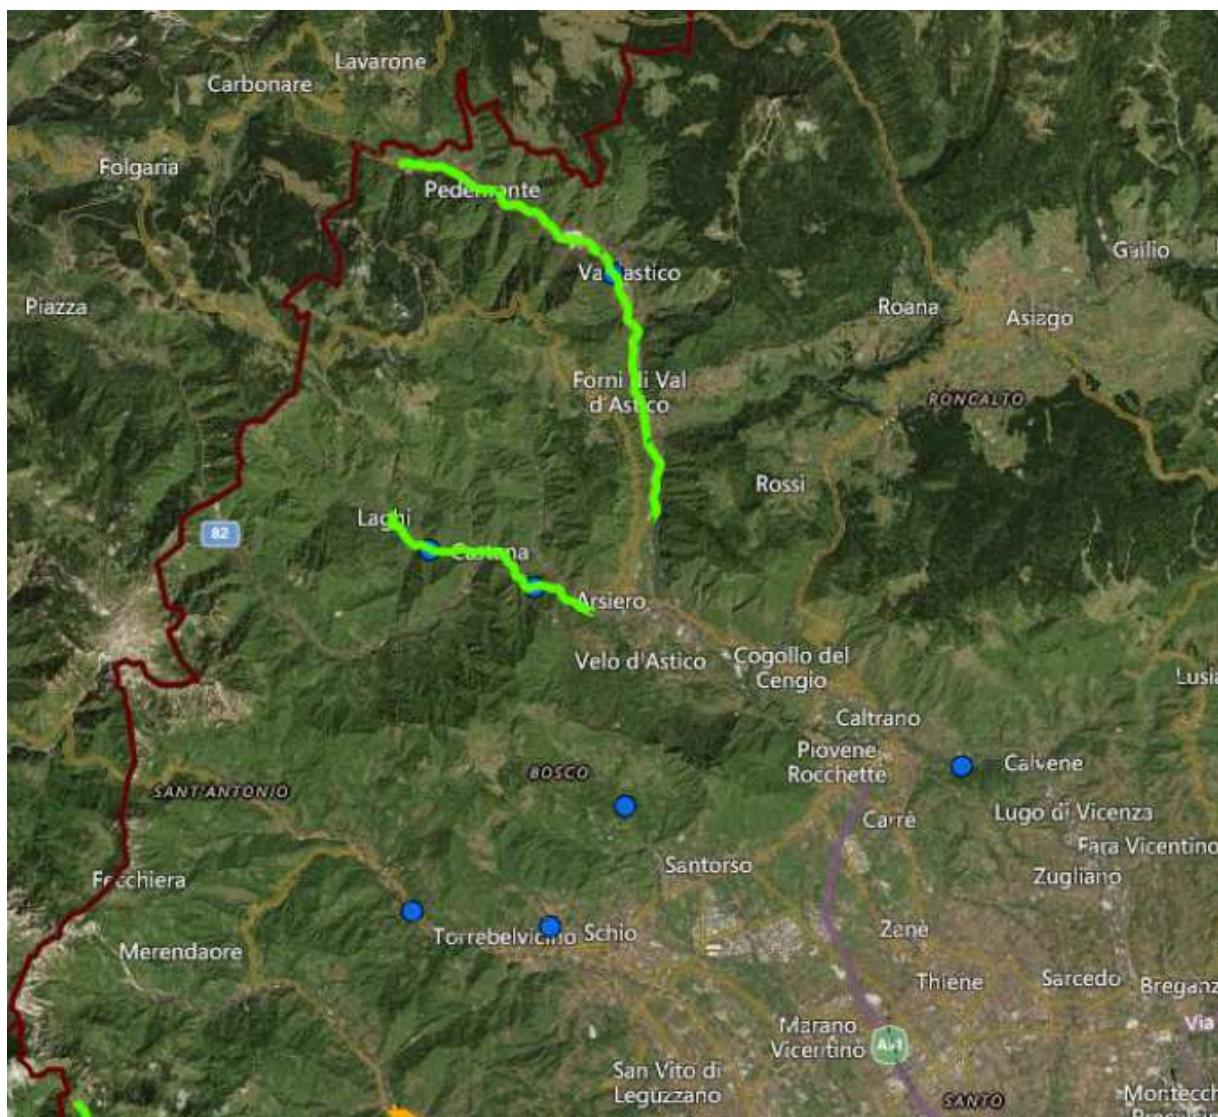 Lavarone
Carbonare
Folgaria
Pedemonte
Gallio
Valdastico
Piazza
Roana
Asiago
Forni di Val
d'Astico
RONCALTO
Rossi
Laghi
82
Castana
Arsiero
Velo d'Astico
Cogollo del
Cengio
Lusia
Caltrano
Piovene
Rocchette
Calvene
BOSCO
SANT'ANTONIO
Lugo di Vicenza
Carrè
Fara Vicentino
Santorso
Zugliano
Fecchiera
Torrebelvicino
Schio
Zanè
Merendaore
Thiene
Sarcedo
Breganz
Via
Marano
Vicentino
A31
San Vito di
Leguzzano
SANTO
Montecch